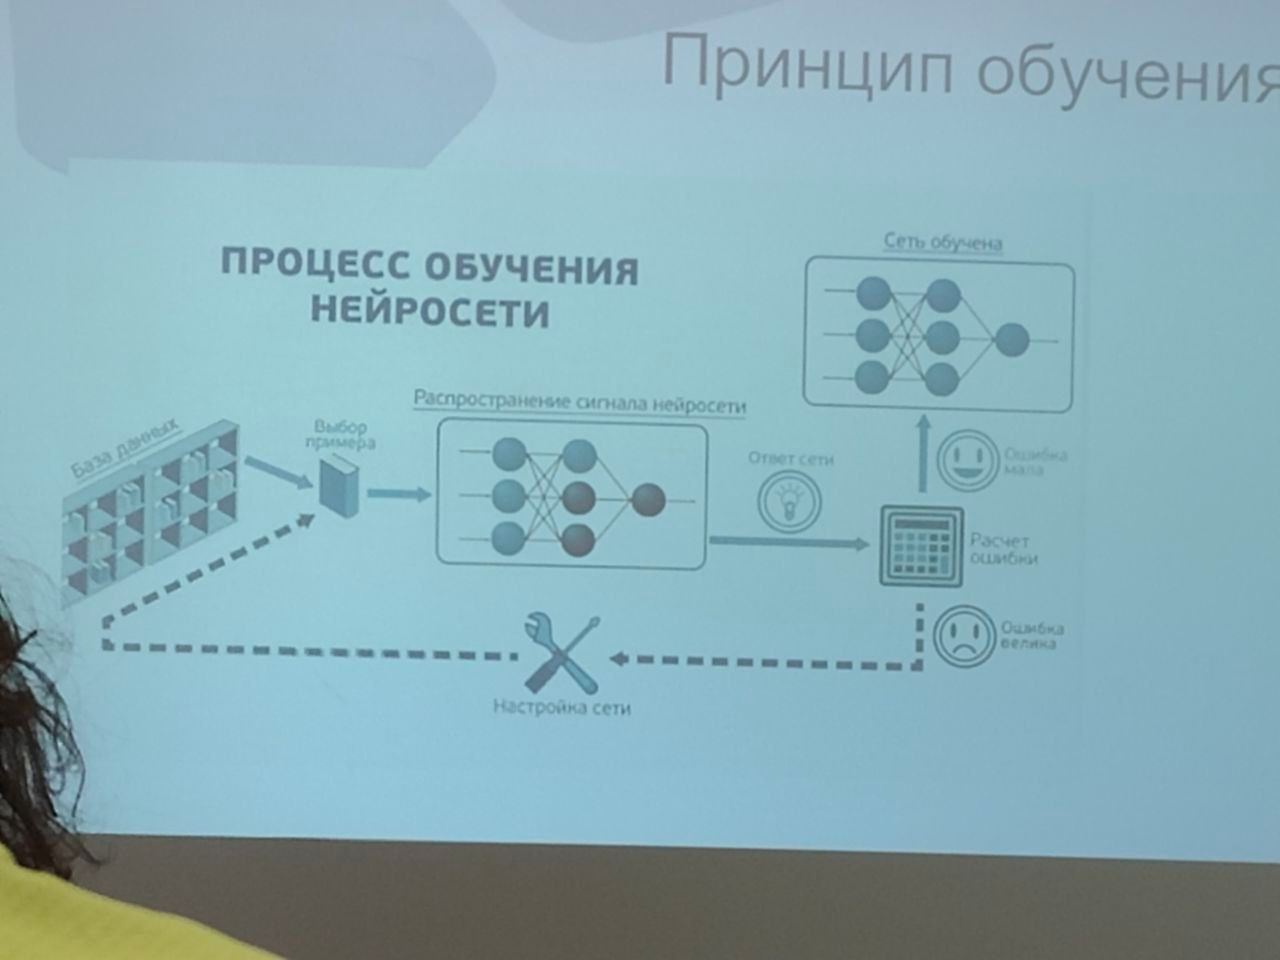 Принцип обучения
ПРОЦЕСС ОБУЧЕНИЯ
НЕЙРОСЕТИ
Сеть обучена
Распространение сигнала нейросети
База данных
Выбор
примера
Ответ сети
Ошибка
мала
Расчет
ошибки
Ошибка
велика
Настройка сети